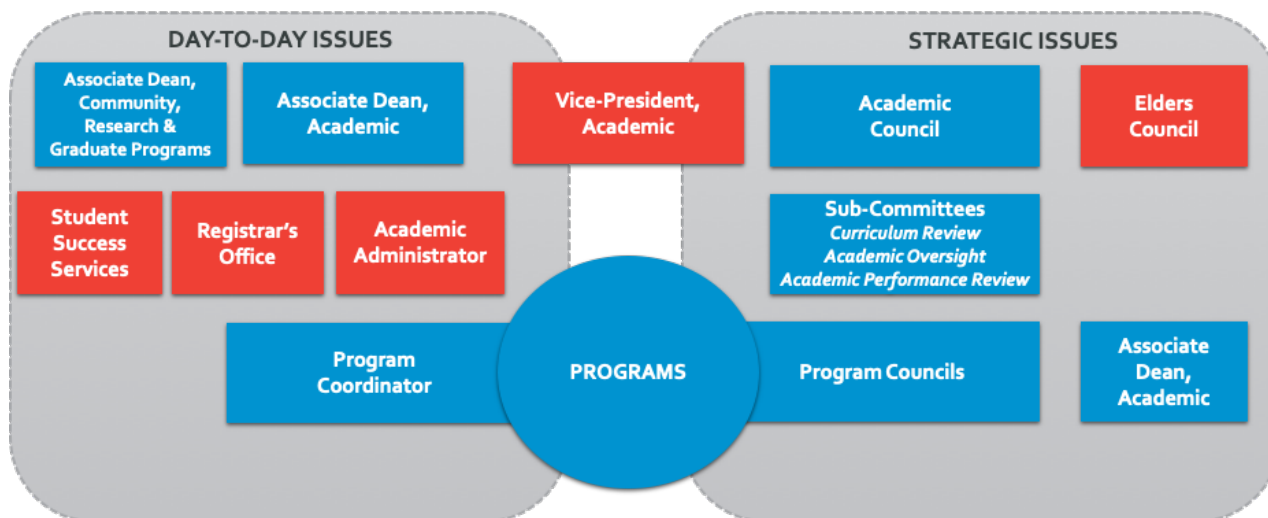 DAY-TO-DAY ISSUES
STRATEGIC ISSUES
Associate Dean,
Community,
Research &
Graduate Programs
Associate Dean,
Academic
Vice-President,
Academic
Academic
Council
Elders
Council
Student
Success
Services
Registrar's
Office
Academic
Administrator
Sub-Committees
Curriculum Review
Academic Oversight
Academic Performance Review
Program
Coordinator
PROGRAMS
Program Councils
Associate
Dean,
Academic